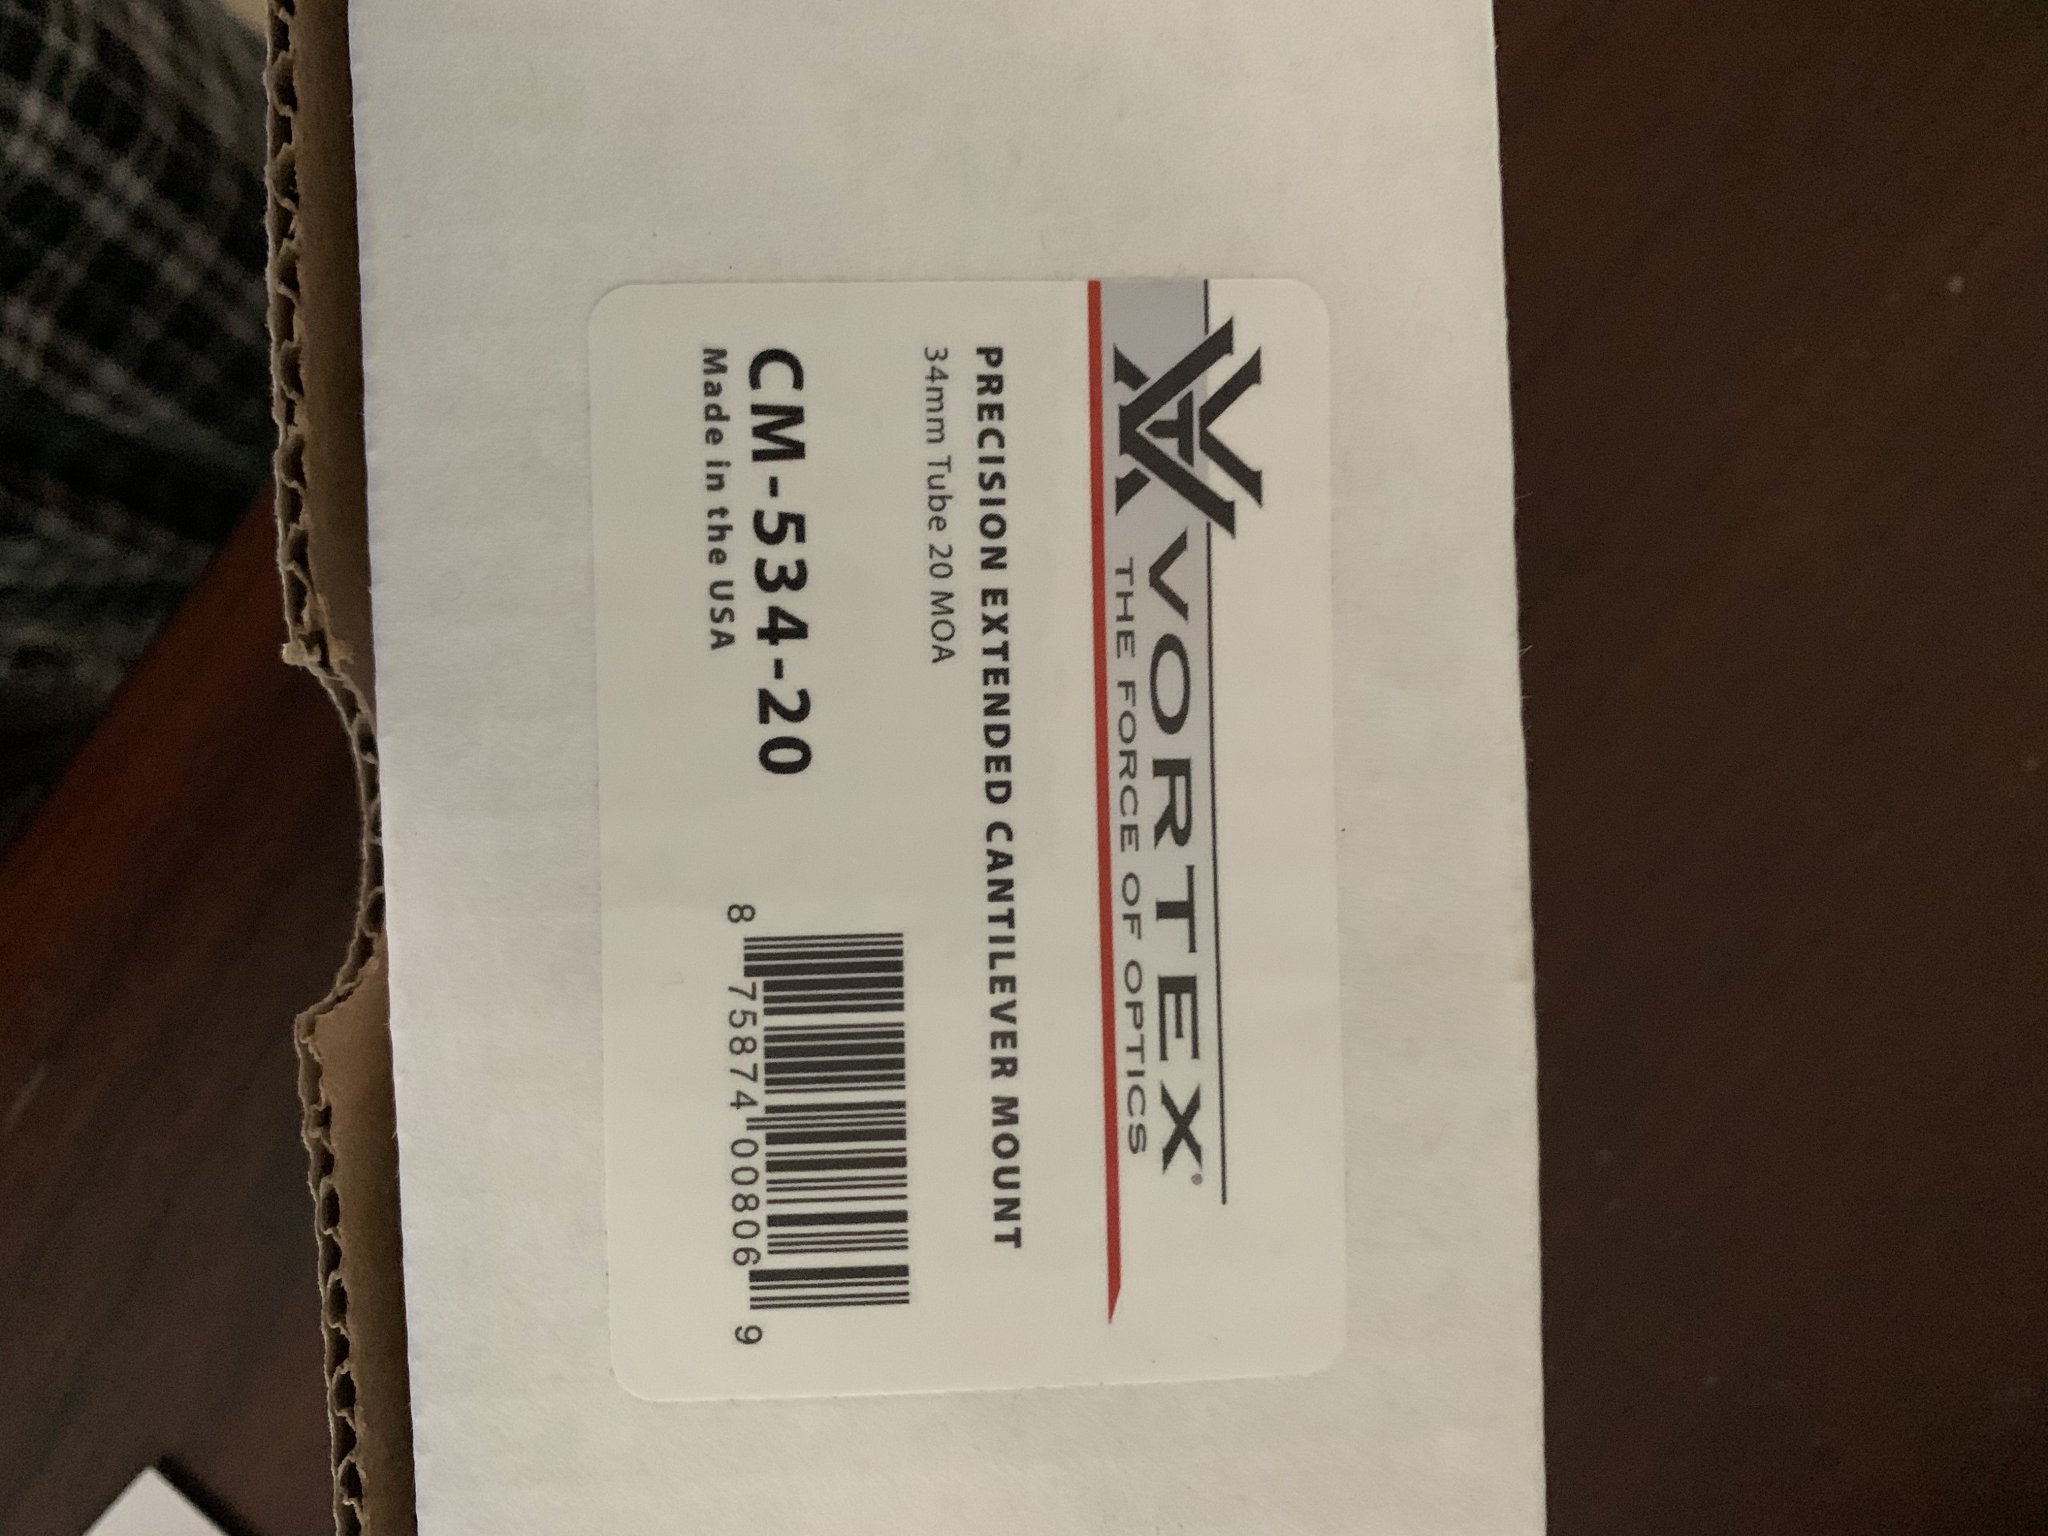 VORTEX®
THE FORCE OF OPTICS
PRECISION EXTENDED CANTILEVER MOUNT
34mm Tube 20 MOA
CM-534-20
Made in the USA
8 75874 00806 9